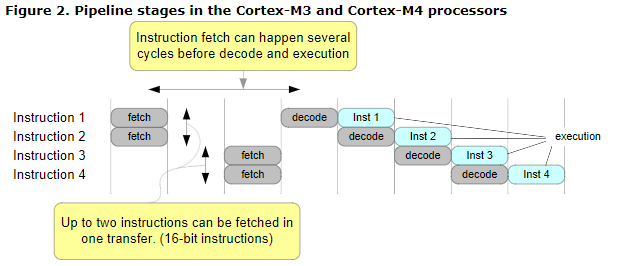 Figure 2. Pipeline stages in the Cortex-M3 and Cortex-M4 processors
Instruction fetch can happen several
cycles before decode and execution
Instruction 1 fetch decode Inst 1
Instruction 2 fetch decode Inst 2 execution
Instruction 3 fetch decode Inst 3
Instruction 4 fetch decode Inst 4
Up to two instructions can be fetched in
one transfer. (16-bit instructions)